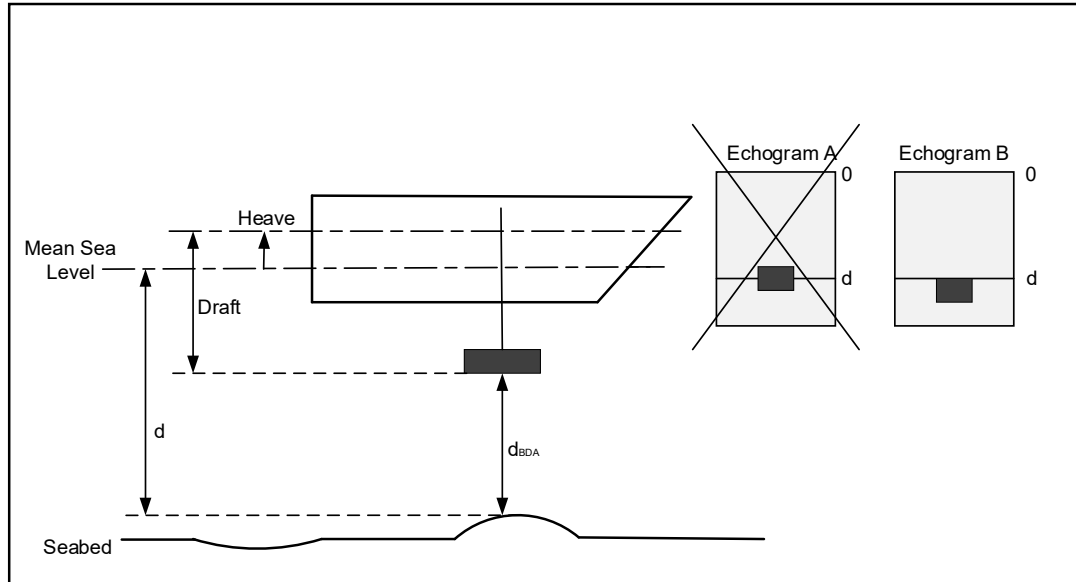 Echogram A
Echogram B
0
0
Heave
Mean Sea
Level
d
d
Draft
d
dBDA
Seabed